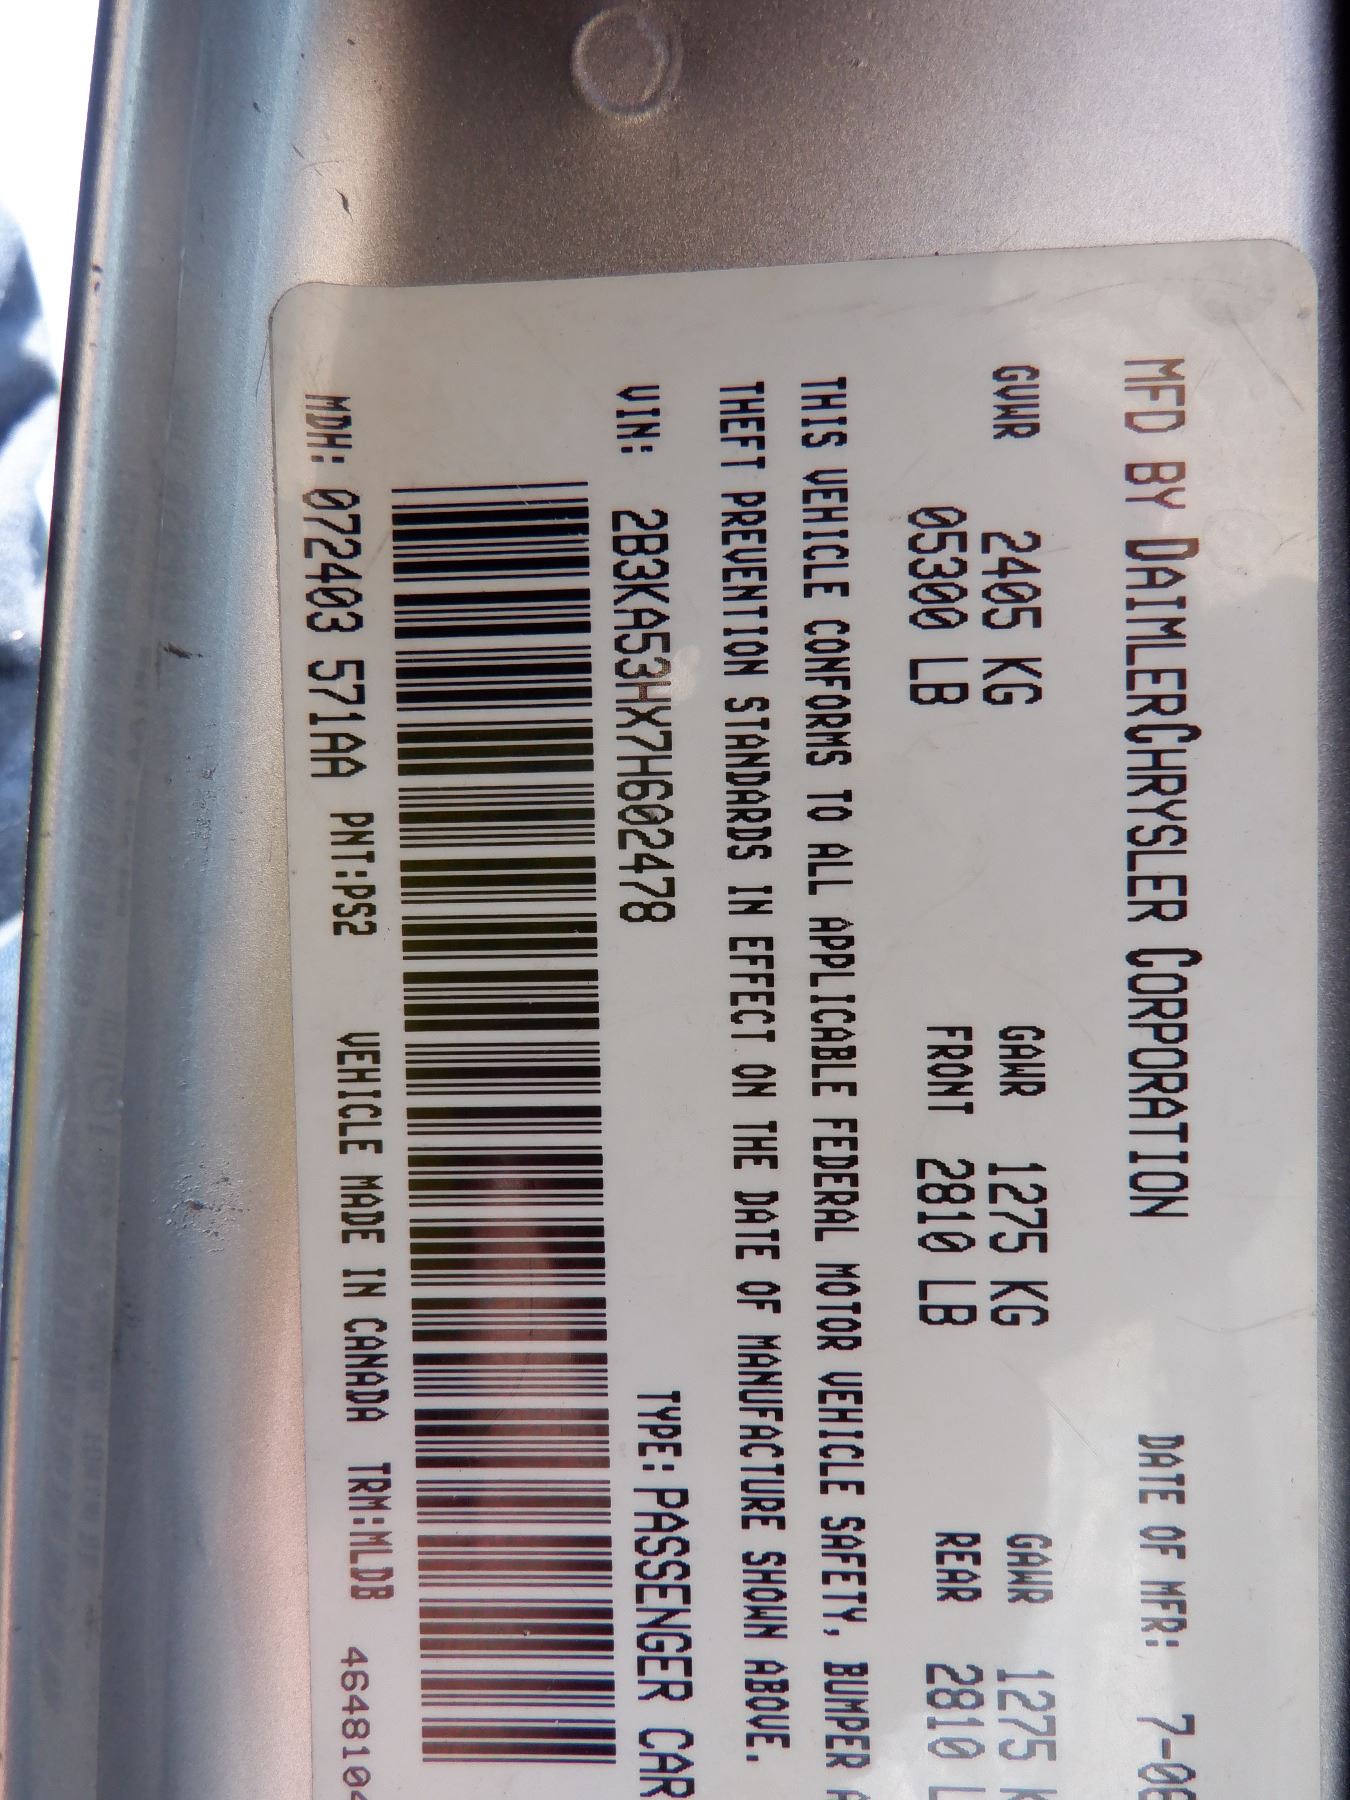 MFD BY DAIMLERCHRYSLER CORPORATION DATE OF MFR: 7-06
GVWR 2405 KG GAWR 1275 KG GAWR 1275 K
05300 LB FRONT 2810 LB REAR 2810 L
THIS VEHICLE CONFORMS TO ALL APPLICABLE FEDERAL MOTOR VEHICLE SAFETY, BUMPER A
THEFT PREVENTION STANDARDS IN EFFECT ON THE DATE OF MANUFACTURE SHOWN ABOVE.
VIN: 2B3KA53HX7H602478 TYPE: PASSENGER CAR
MDH: 072403 571AA PNT:PS2 VEHICLE MADE IN CANADA TRM:MLDB 4648104